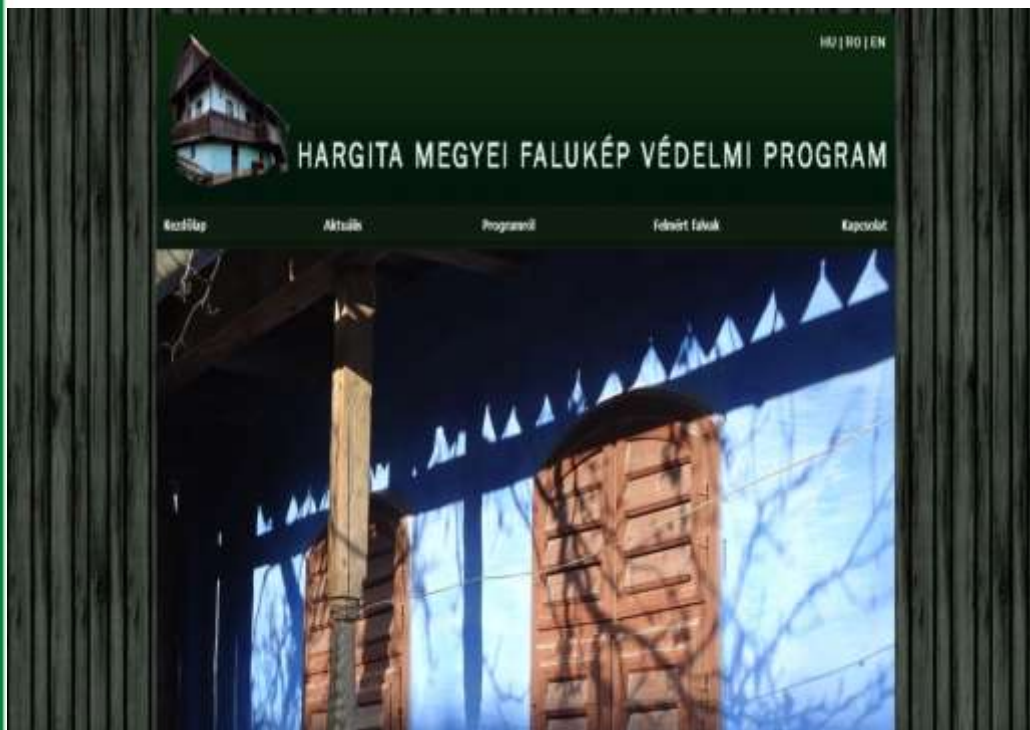 HU | RO | EN
HARGITA MEGYEI FALUKÉP VÉDELMI PROGRAM
Kezdőlap Aktuális Programról Felmért falvak Kapcsolat